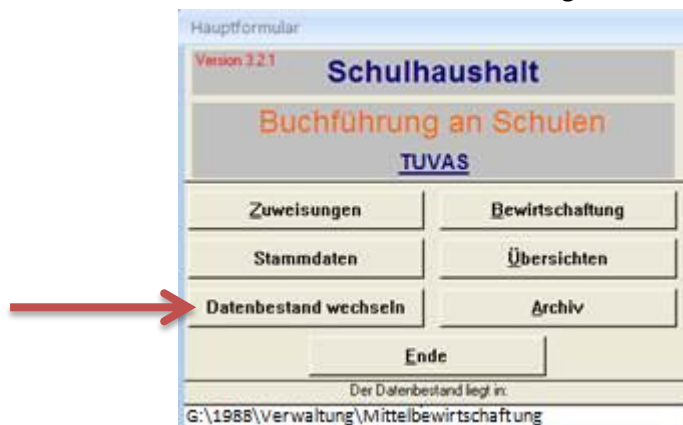 Hauptformular
Version 3.2.1
Schulhaushalt
Buchführung an Schulen
TUVAS
Zuweisungen Bewirtschaftung
Stammdaten Übersichten
Datenbestand wechseln Archiv
Ende
Der Datenbestand liegt in:
G:\1988\Verwaltung\Mittelbewirtschaftung